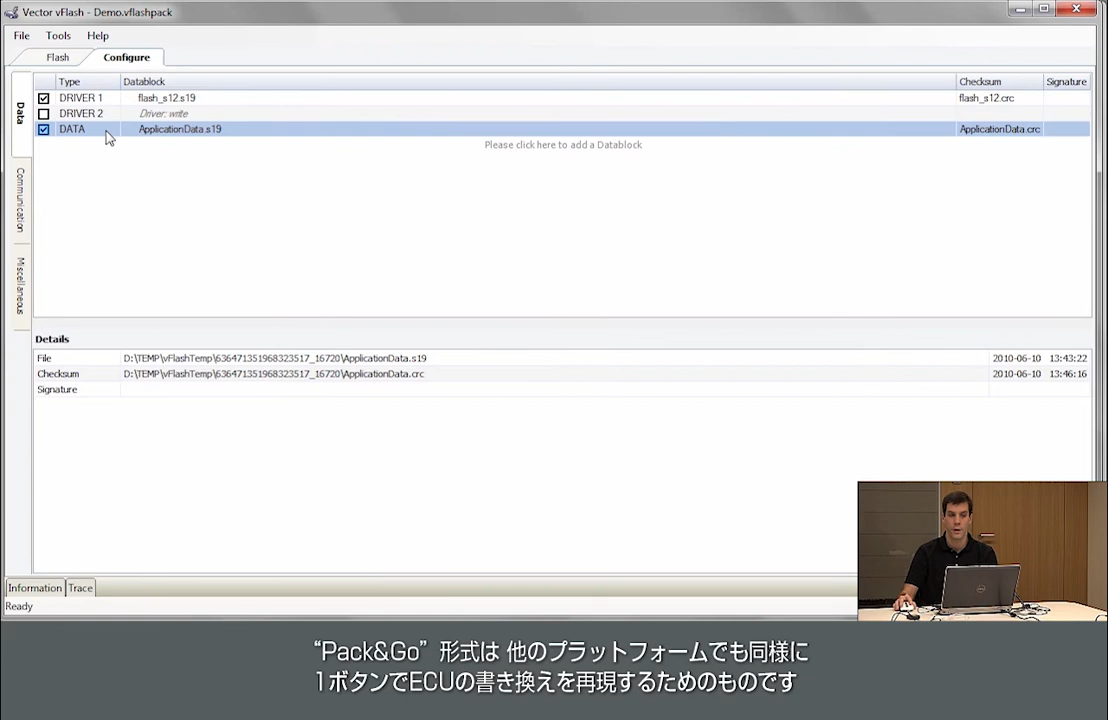 Vector vFlash - Demo.vflashpack
File Tools Help
Flash Configure
Type Datablock Checksum Signature
DRIVER 1 flash_s12.s19 flash_s12.crc
DRIVER 2 Driver: write
DATA ApplicationData.s19 ApplicationData.crc
Please click here to add a Datablock
Data
Communication
Miscellaneous
Details
File D:\TEMP\vFlashTemp\636471351968323517_16720\ApplicationData.s19 2010-06-10 13:43:22
Checksum D:\TEMP\vFlashTemp\636471351968323517_16720\ApplicationData.crc 2010-06-10 13:46:16
Signature
Information Trace
Ready
“Pack&Go” 形式は 他のプラットフォームでも同様に
1ボタンでECUの書き換えを再現するためのものです